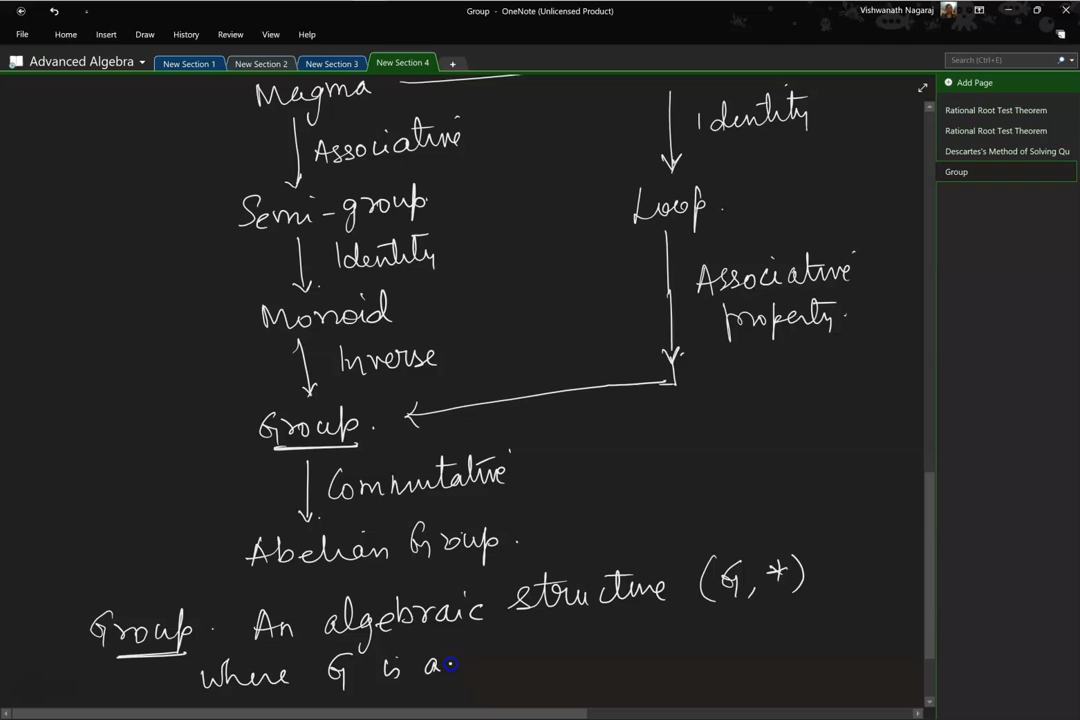 Group - OneNote (Unlicensed Product)
Vishwanath Nagaraj
File Home Insert Draw History Review View Help
Advanced Algebra New Section 1 New Section 2 New Section 3 New Section 4 +
Search (Ctrl+E)
Add Page
Rational Root Test Theorem
Rational Root Test Theorem
Descartes's Method of Solving Qu
Group
Magma
Associative
Semi-group
Identity
Monoid
Inverse
Group.
Commutative
Abelian Group.
Identity
Loop.
Associative
property.
Group. An algebraic structure (G, *)
where G is a